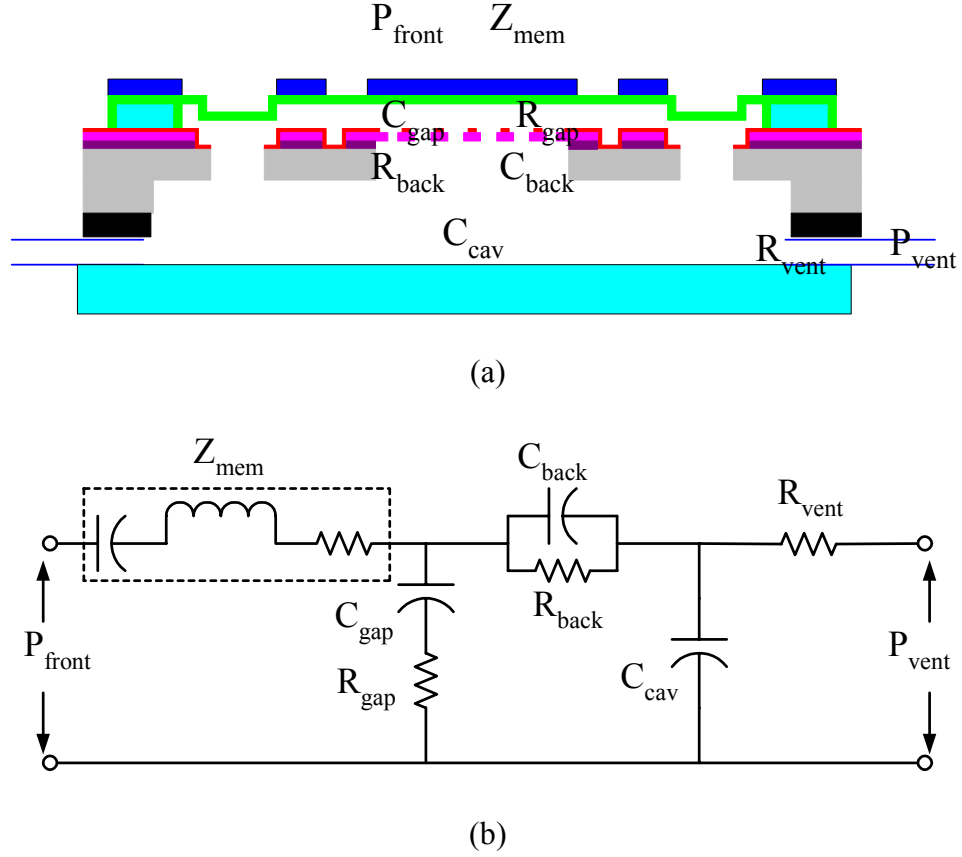 P_front Z_mem
C_gap R_gap
R_back C_back
C_cav
R_vent P_vent
(a)
Z_mem
C_back
R_vent
C_gap
R_back
P_front
P_vent
R_gap
C_cav
(b)